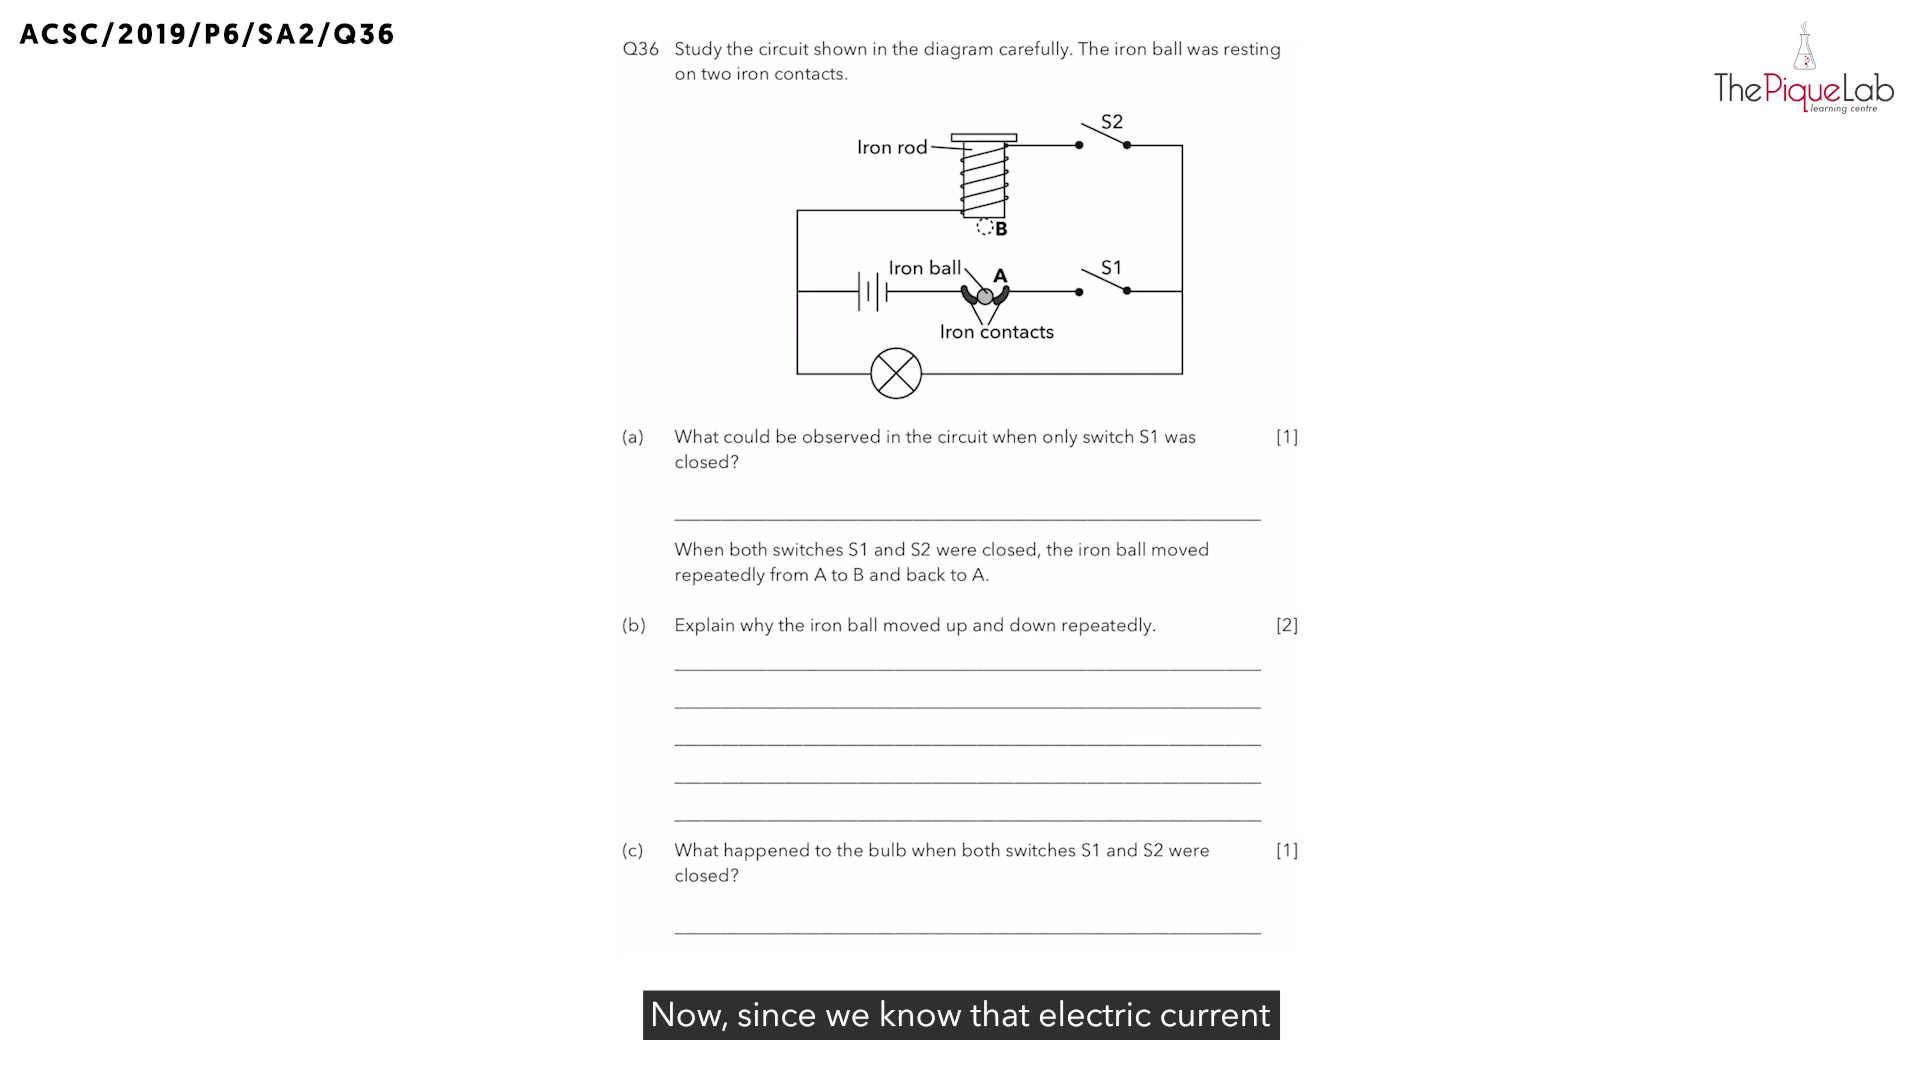 ACSC/2019/P6/SA2/Q36
ThePiqueLab
learning centre
Q36 Study the circuit shown in the diagram carefully. The iron ball was resting
on two iron contacts.
S2
Iron rod
B
Iron ball
A
S1
Iron contacts
(a) What could be observed in the circuit when only switch S1 was [1]
closed?
When both switches S1 and S2 were closed, the iron ball moved
repeatedly from A to B and back to A.
(b) Explain why the iron ball moved up and down repeatedly. [2]
(c) What happened to the bulb when both switches S1 and S2 were [1]
closed?
Now, since we know that electric current